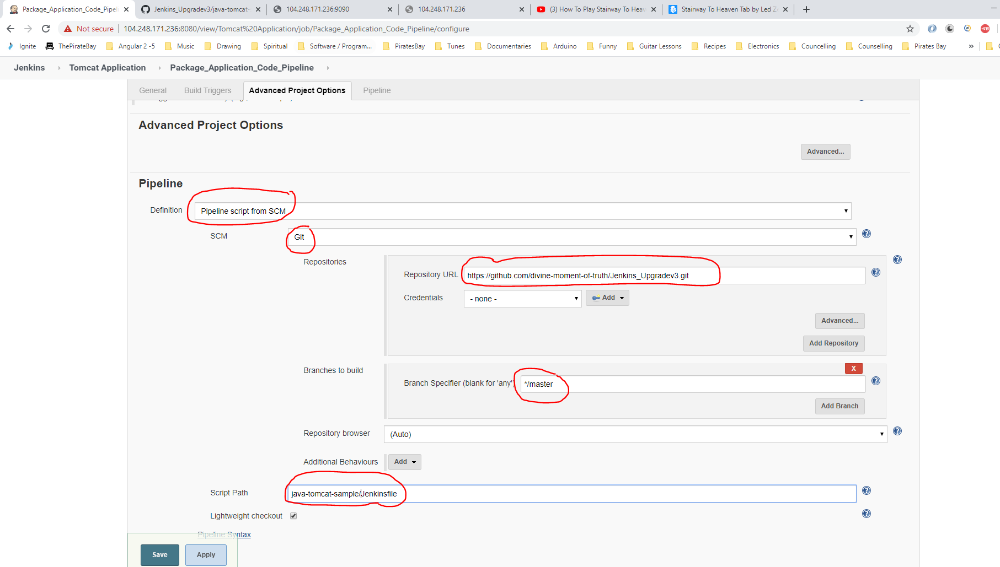 Package_Application_Code_Pipeli
Jenkins_Upgradev3/java-tomcat-
104.248.171.236:9090
104.248.171.236
(3) How To Play Stairway To Heav
Stairway To Heaven Tab by Led Z
Not secure
104.248.171.236:8080/view/Tomcat%20Application/job/Package_Application_Code_Pipeline/configure
Ignite
ThePirateBay
Angular 2 -5
Music
Drawing
Spiritual
Software / Program...
PiratesBay
Tunes
Documentaries
Arduino
Funny
Guitar Lessons
Recipes
Electronics
Councelling
Counselling
Pirates Bay
»
Jenkins
Tomcat Application
Package_Application_Code_Pipeline
General
Build Triggers
Advanced Project Options
Pipeline
Advanced Project Options
Advanced...
Pipeline
Definition
Pipeline script from SCM
SCM
Git
Repositories
Repository URL
https://github.com/divine-moment-of-truth/Jenkins_Upgradev3.git
Credentials
- none -
Add
Advanced...
Add Repository
Branches to build
X
Branch Specifier (blank for 'any')
*/master
Add Branch
Repository browser
(Auto)
Additional Behaviours
Add
Script Path
java-tomcat-sample/Jenkinsfile
Lightweight checkout
Pipeline Syntax
Save
Apply